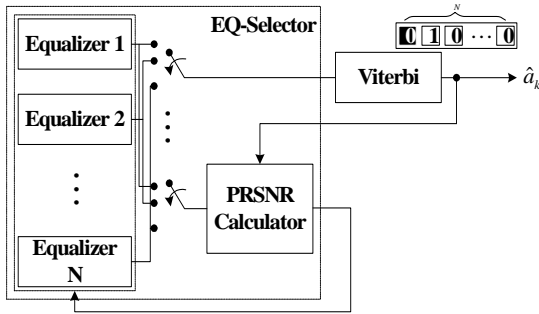 EQ-Selector
Equalizer 1
Equalizer 2
Equalizer
N
PRSNR
Calculator
Viterbi
N
0 1 0 ⋯ 0
â_k